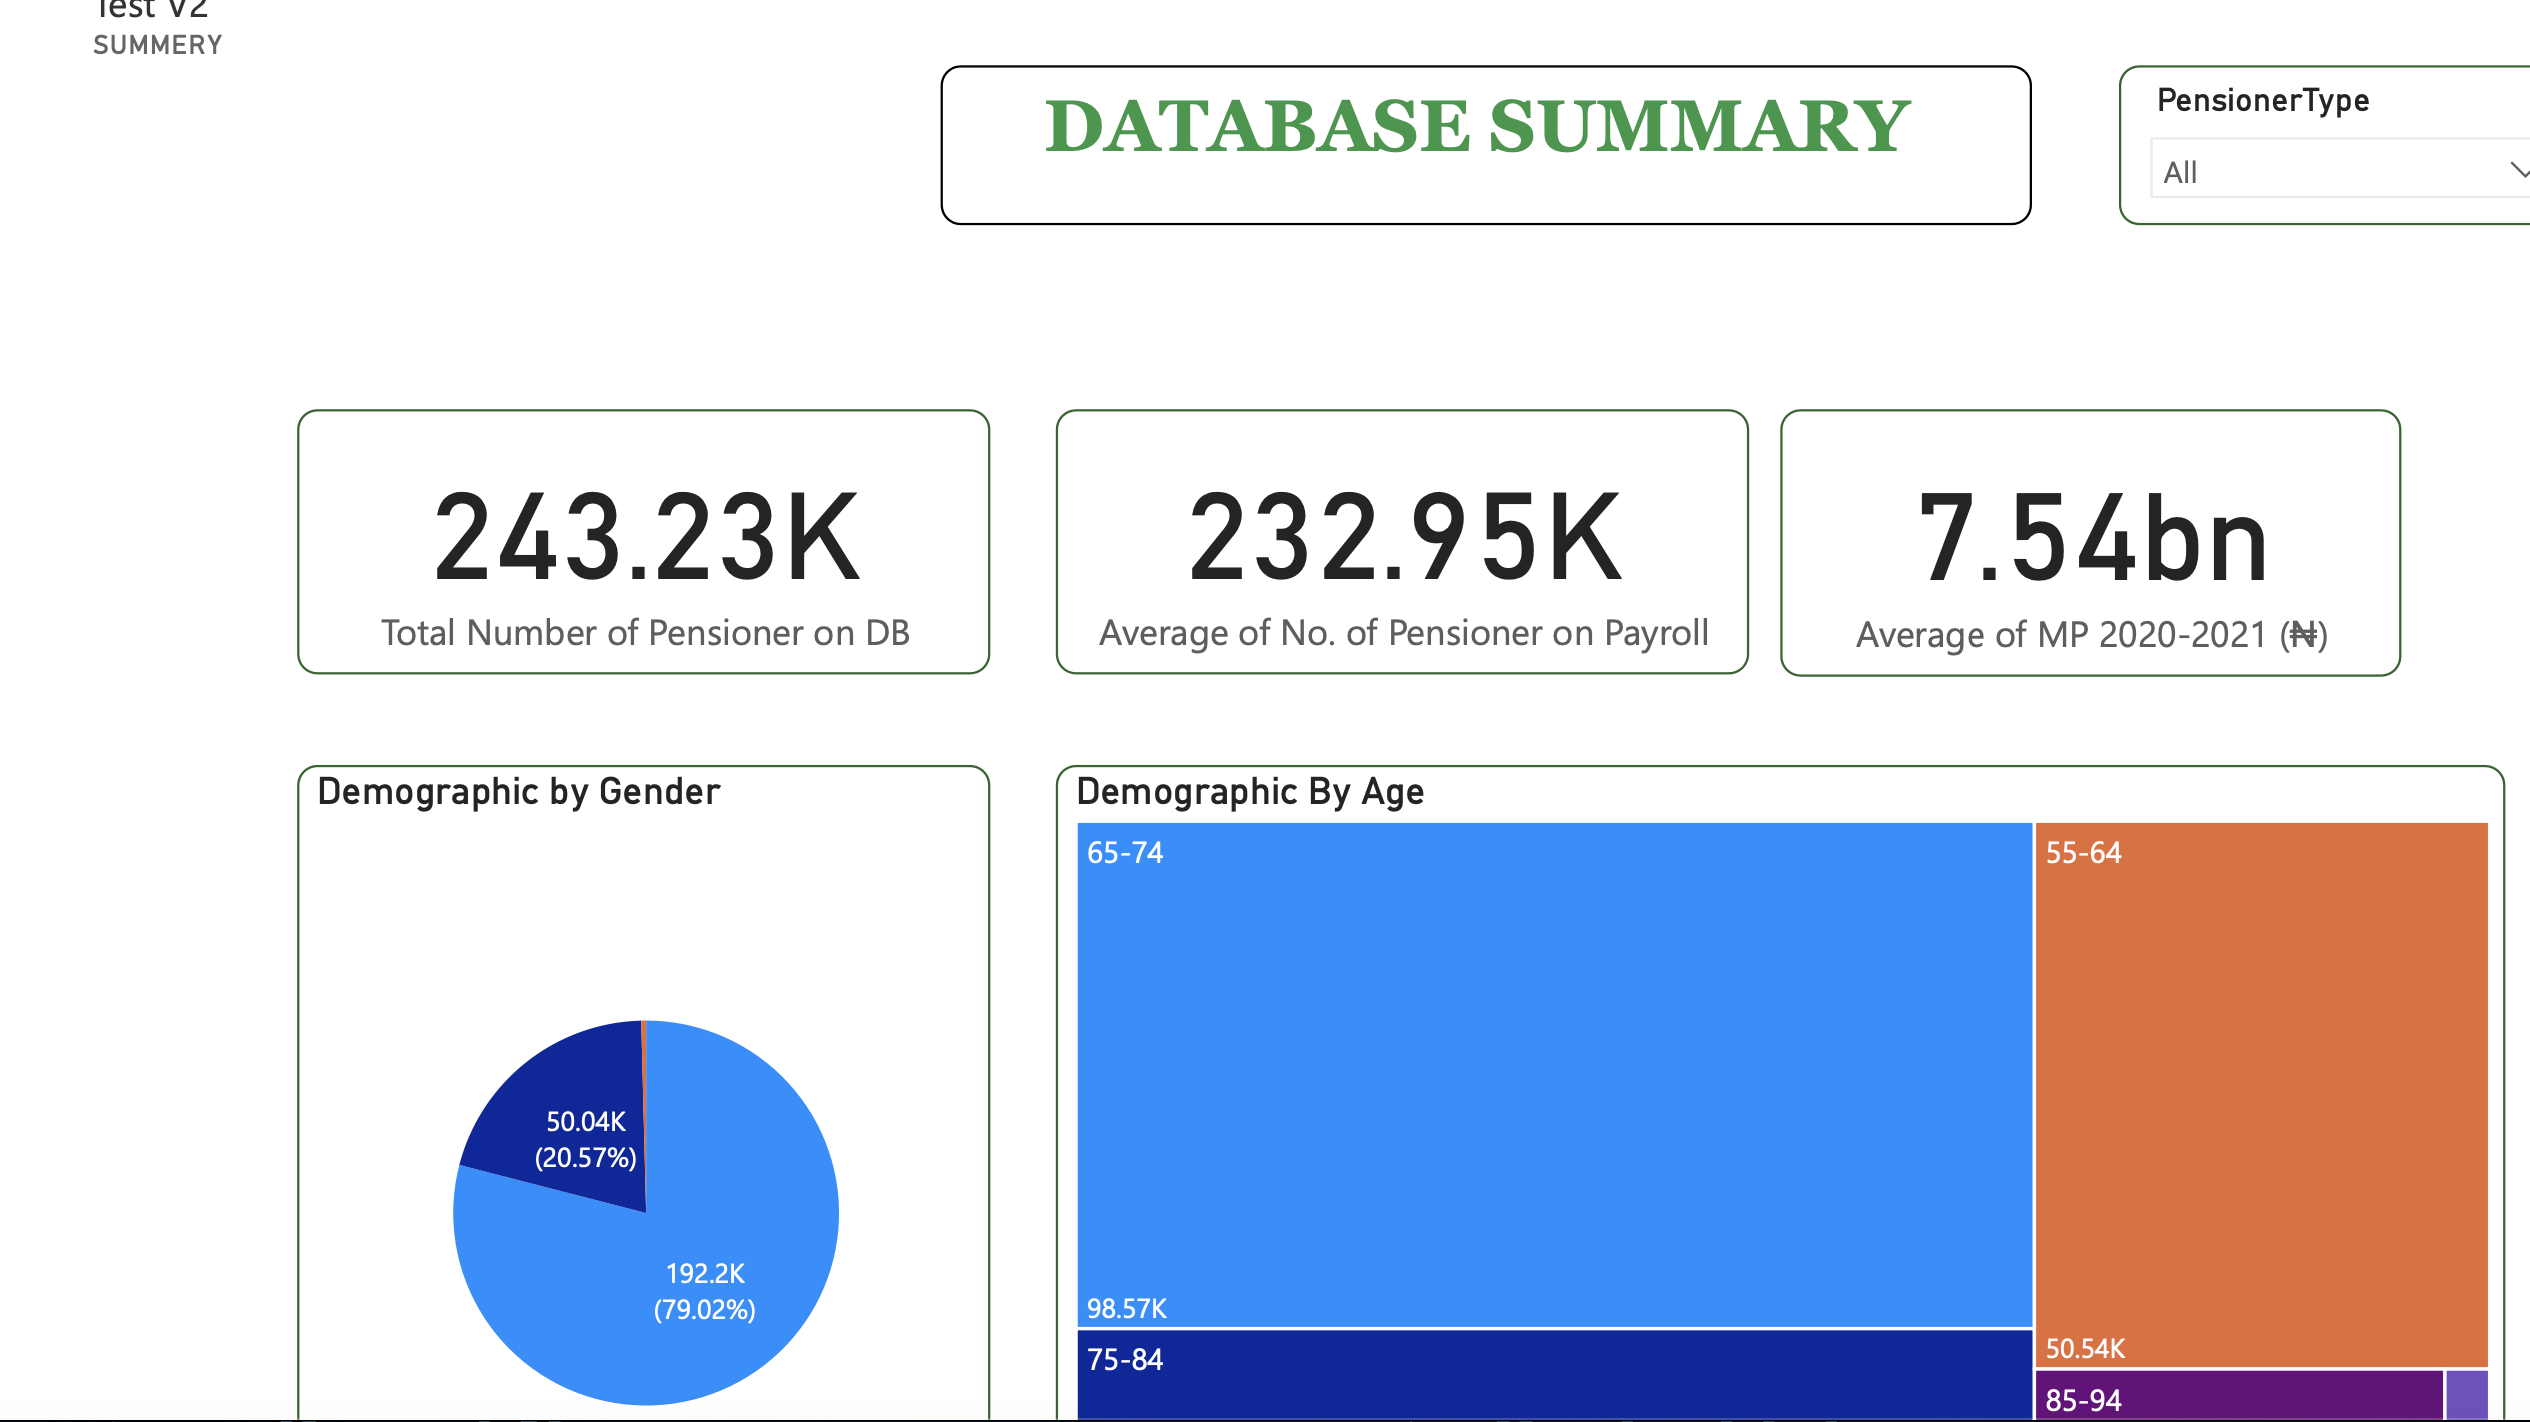 Test V2
SUMMERY
DATABASE SUMMARY
PensionerType
All
243.23K
Total Number of Pensioner on DB
232.95K
Average of No. of Pensioner on Payroll
7.54bn
Average of MP 2020-2021 (₦)
Demographic by Gender
50.04K
(20.57%)
192.2K
(79.02%)
Demographic By Age
65-74
98.57K
55-64
50.54K
75-84
85-94